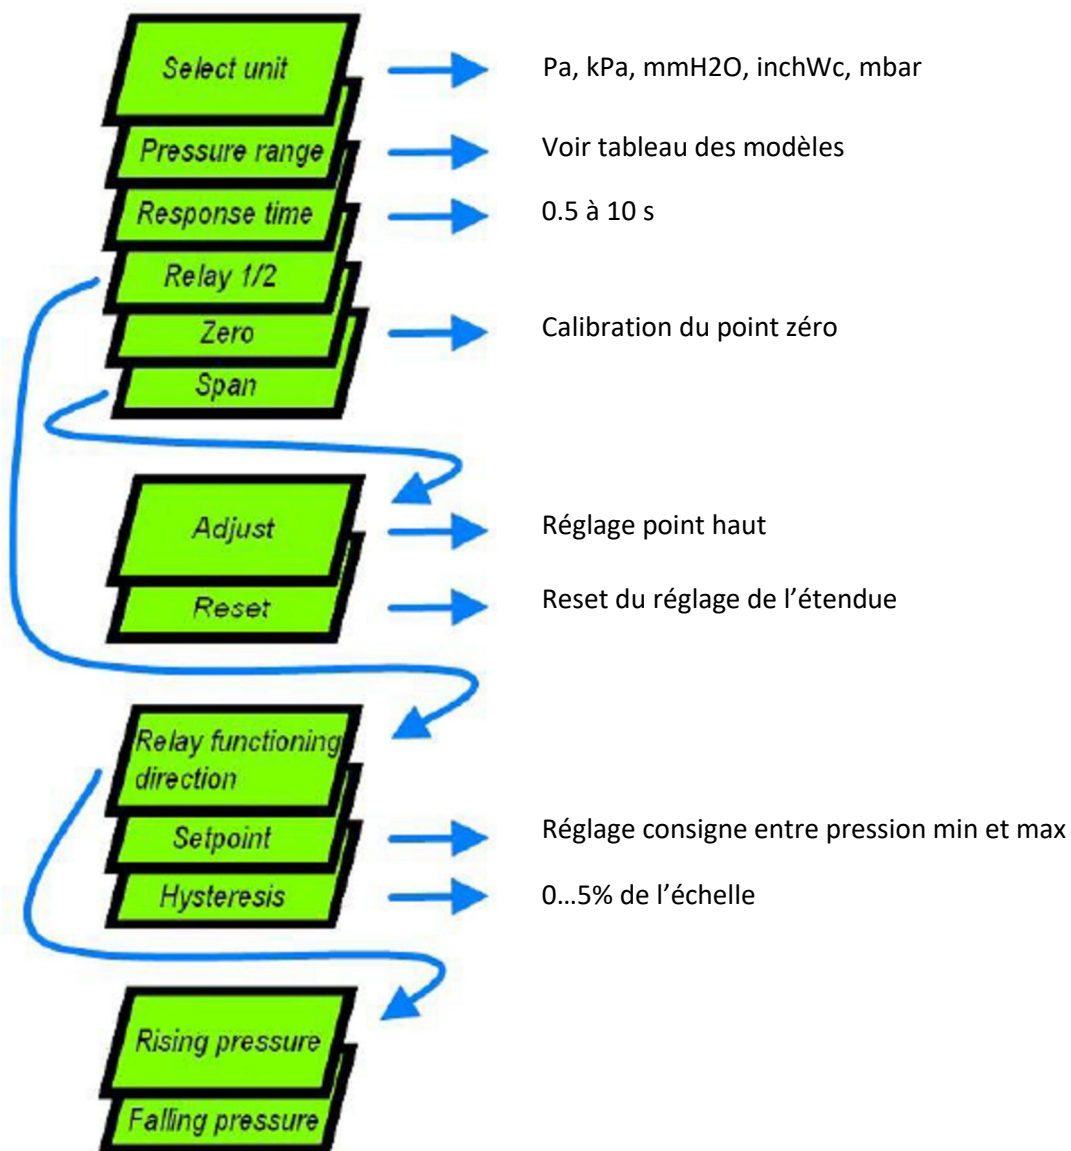 Select unit
Pa, kPa, mmH2O, inchWc, mbar
Pressure range
Voir tableau des modèles
Response time
0.5 à 10 s
Relay 1/2
Zero
Calibration du point zéro
Span
Adjust
Réglage point haut
Reset
Reset du réglage de l’étendue
Relay functioning
direction
Setpoint
Réglage consigne entre pression min et max
Hysteresis
0…5% de l’échelle
Rising pressure
Falling pressure